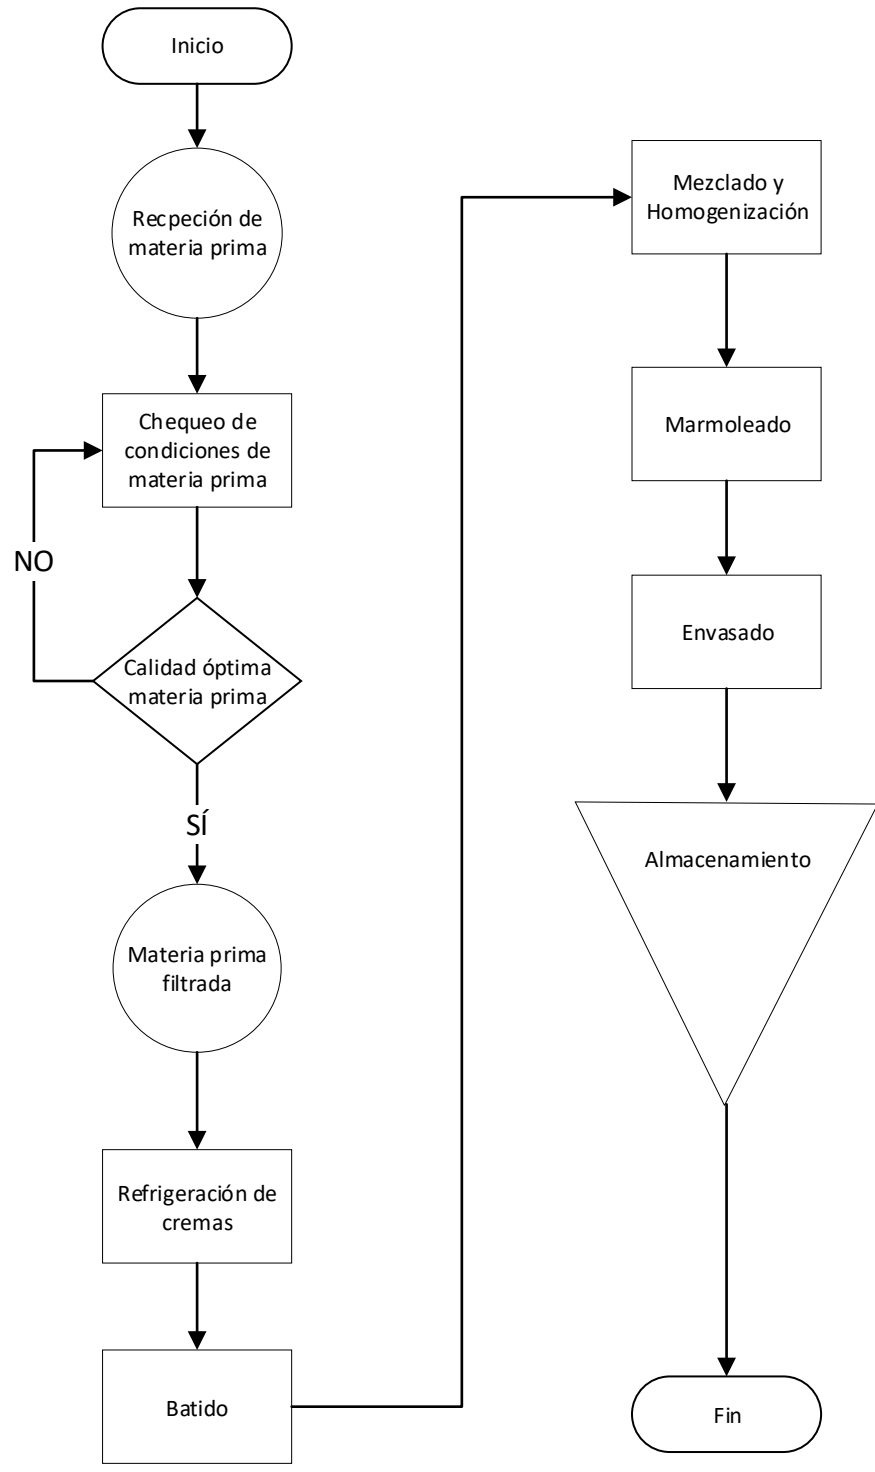 Inicio
Recpeción de
materia prima
Chequeo de
condiciones de
materia prima
NO
Calidad óptima
materia prima
SÍ
Materia prima
filtrada
Refrigeración de
cremas
Batido
Mezclado y
Homogenización
Marmoleado
Envasado
Almacenamiento
Fin